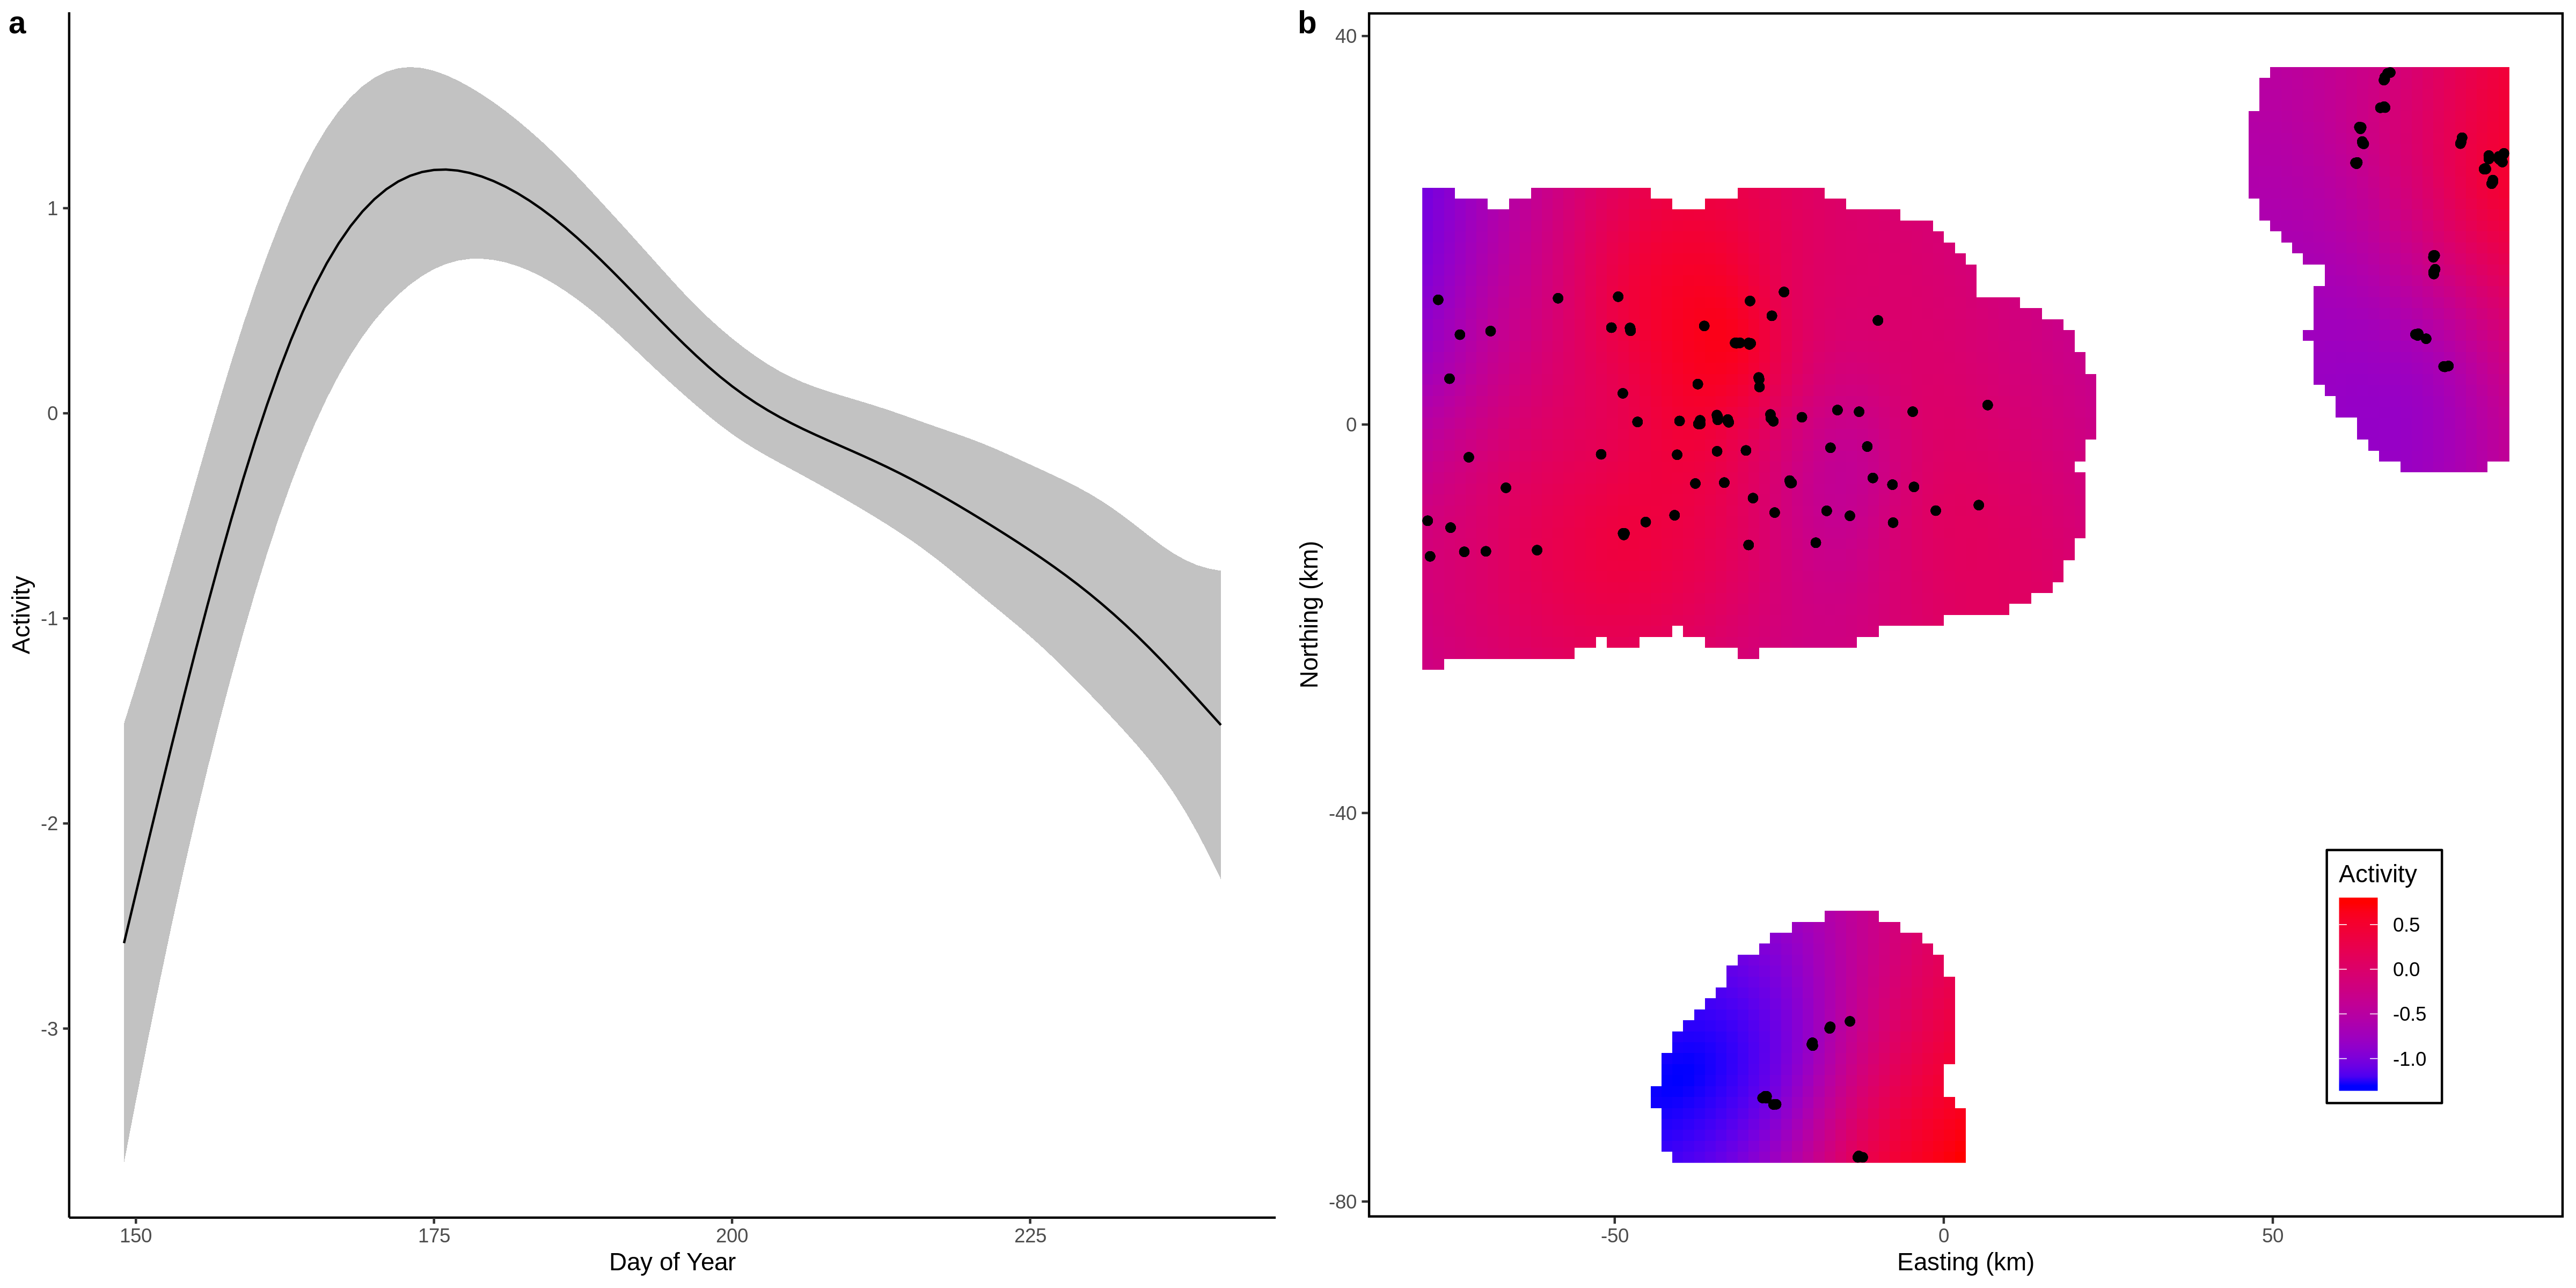 a
1
0
-1
-2
-3
Activity
150 175 200 225
Day of Year
b
40
0
-40
-80
Northing (km)
-50 0 50
Easting (km)
Activity
0.5
0.0
-0.5
-1.0